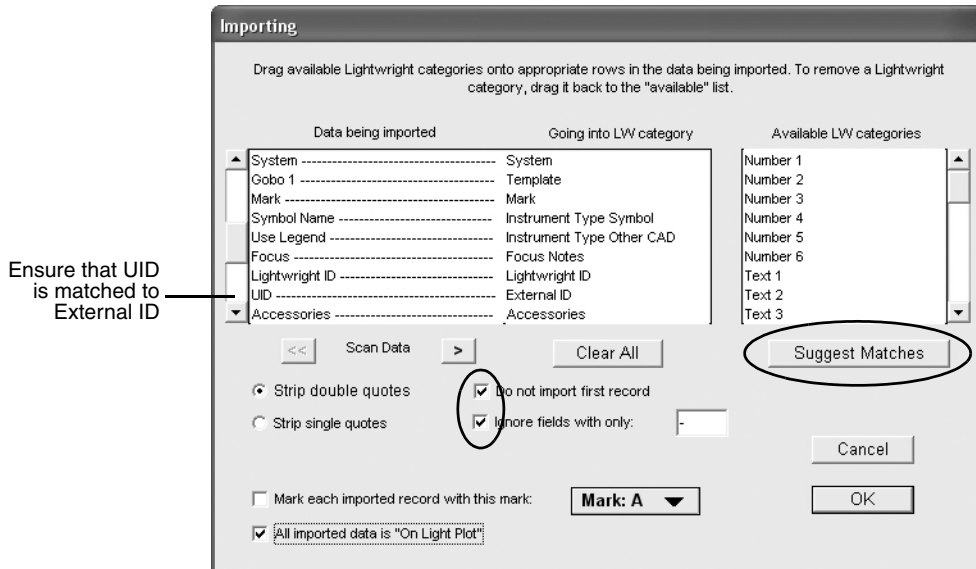 Importing
Drag available Lightwright categories onto appropriate rows in the data being imported. To remove a Lightwright
category, drag it back to the "available" list.
Data being imported Going into LW category Available LW categories
System ---------------------------------------- System Number 1
Gobo 1 ---------------------------------------- Template Number 2
Mark ------------------------------------------- Mark Number 3
Symbol Name -------------------------------- Instrument Type Symbol Number 4
Use Legend ---------------------------------- Instrument Type Other CAD Number 5
Focus ------------------------------------------ Focus Notes Number 6
Lightwright ID -------------------------------- Lightwright ID Text 1
UID --------------------------------------------- External ID Text 2
Accessories ---------------------------------- Accessories Text 3
Ensure that UID
is matched to
External ID
<< Scan Data > Clear All Suggest Matches
Strip double quotes Do not import first record
Strip single quotes Ignore fields with only: -
Cancel
Mark each imported record with this mark: Mark: A OK
All imported data is "On Light Plot"